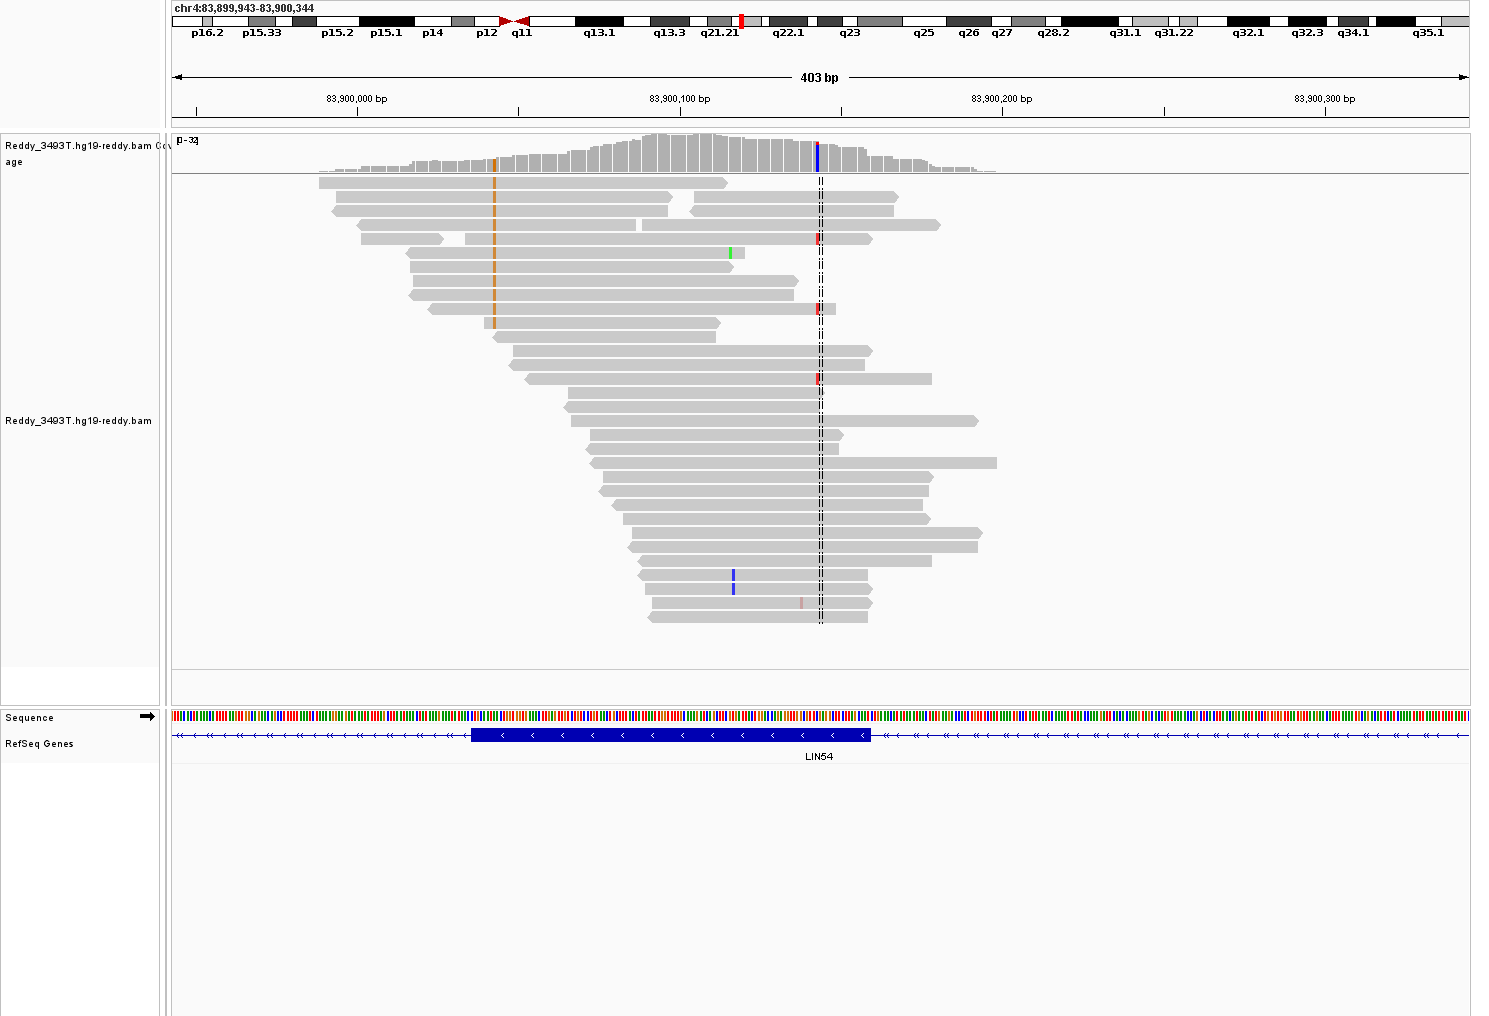 chr4:83,899,943-83,900,344
p16.2 p15.33 p15.2 p15.1 p14 p12 q11 q13.1 q13.3 q21.21 q22.1 q23 q25 q26 q27 q28.2 q31.1 q31.22 q32.1 q32.3 q34.1 q35.1
403 bp
83,900,000 bp 83,900,100 bp 83,900,200 bp 83,900,300 bp
Reddy_3493T.hg19-reddy.bam Cov
age
[0 - 32]
Reddy_3493T.hg19-reddy.bam
Sequence
RefSeq Genes
LIN54